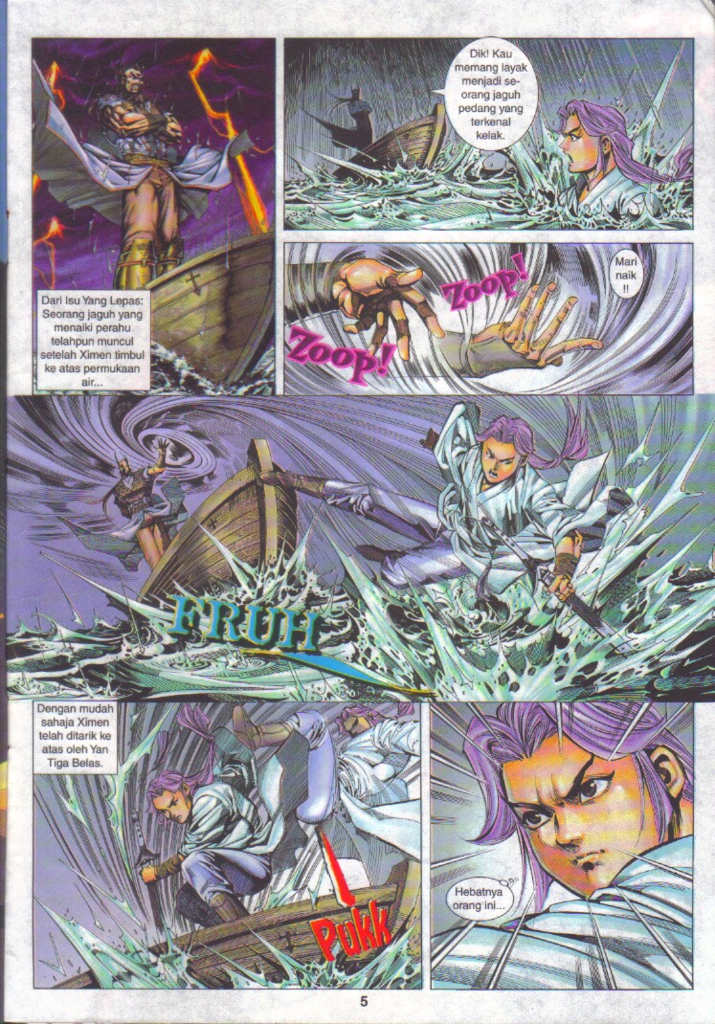 Dari Isu Yang Lepas:
Seorang jaguh yang
menaiki perahu
telahpun muncul
setelah Ximen timbul
ke atas permukaan
air...
Dik! Kau
memang layak
menjadi se-
orang jaguh
pedang yang
terkenal
kelak.
Zoop!
Zoop!
Mari
naik
!!
FRUH
Dengan mudah
sahaja Ximen
telah ditarik ke
atas oleh Yan
Tiga Belas.
Pukk
Hebatnya
orang ini...
5